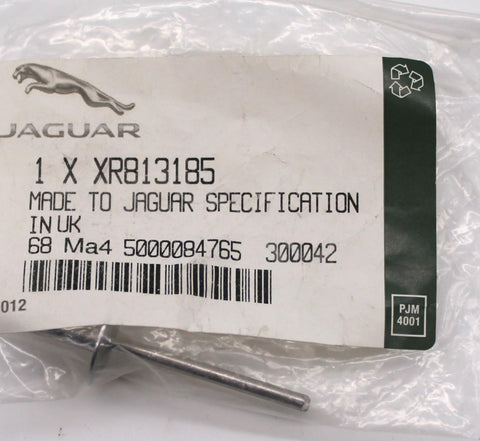 JAGUAR
1 X XR813185
MADE TO JAGUAR SPECIFICATION
IN UK
68 Ma4 5000084765 300042
012
PJM
4001